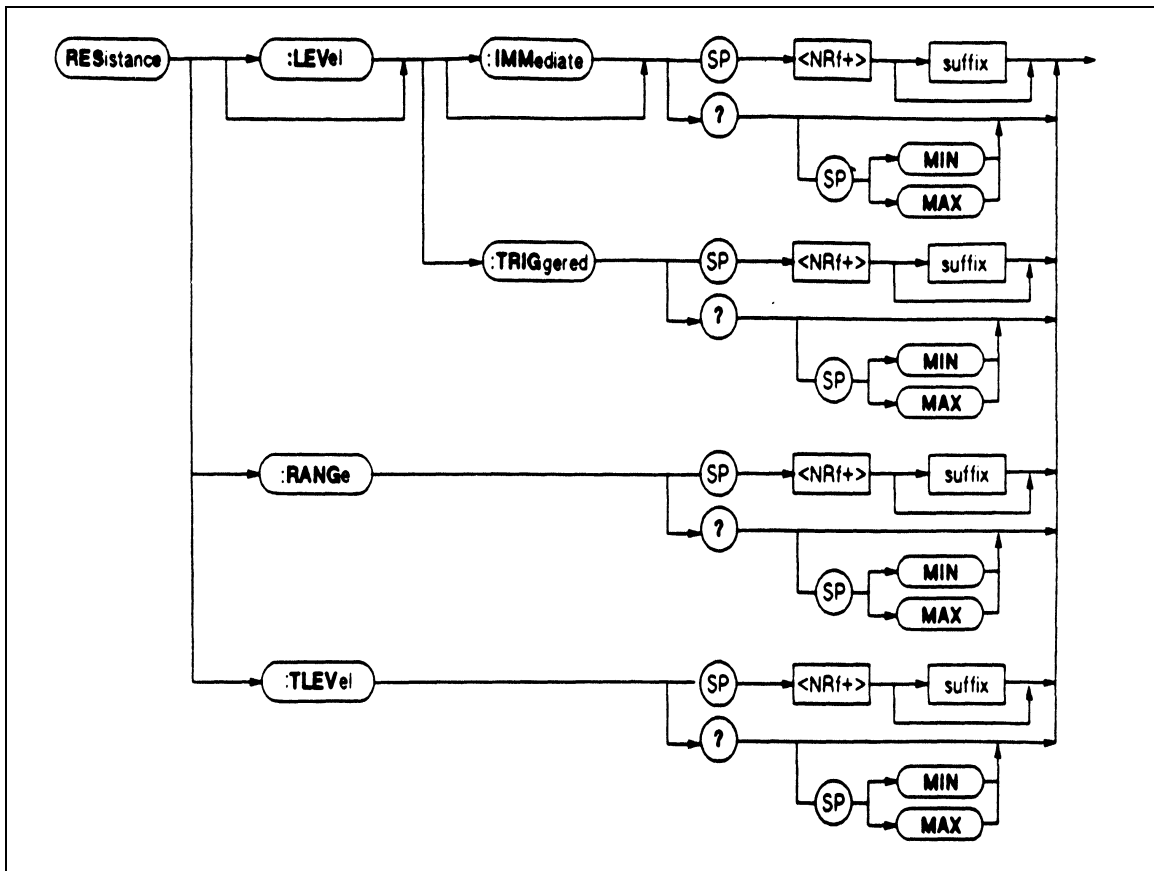 RESistance :LEVel :IMMediate SP <NRf+> suffix
?
SP MIN
MAX
:TRIGgered SP <NRf+> suffix
?
SP MIN
MAX
:RANGe SP <NRf+> suffix
?
SP MIN
MAX
:TLEVel SP <NRf+> suffix
?
SP MIN
MAX